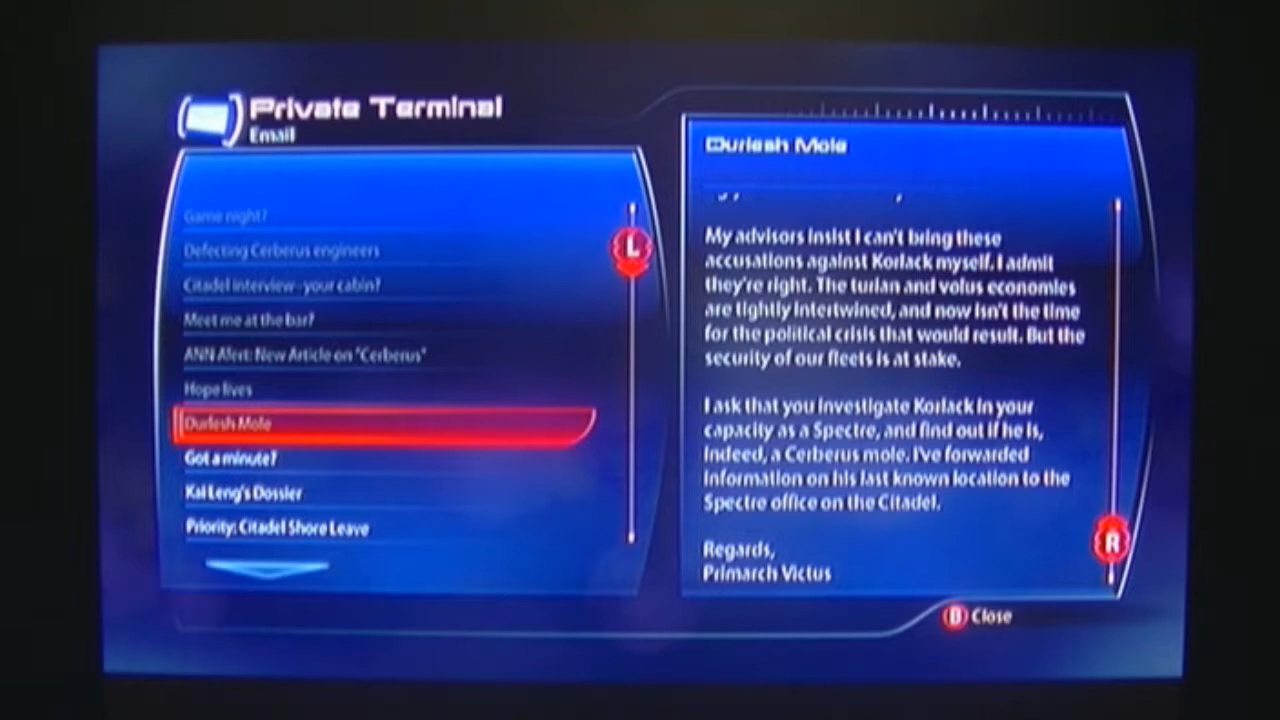 Private Terminal
Email
Game night?
Defecting Cerberus engineers
Citadel interview--your cabin?
Meet me at the bar?
ANN Alert: New Article on "Cerberus"
Hope lives
Durlesh Mole
Got a minute?
Kai Leng's Dossier
Priority: Citadel Shore Leave
L
Durlesh Mole
My advisors insist I can't bring these
accusations against Korlack myself. I admit
they're right. The turian and volus economies
are tightly intertwined, and now isn't the time
for the political crisis that would result. But the
security of our fleets is at stake.
I ask that you investigate Korlack in your
capacity as a Spectre, and find out if he is,
indeed, a Cerberus mole. I've forwarded
information on his last known location to the
Spectre office on the Citadel.
Regards,
Primarch Victus
R
B Close